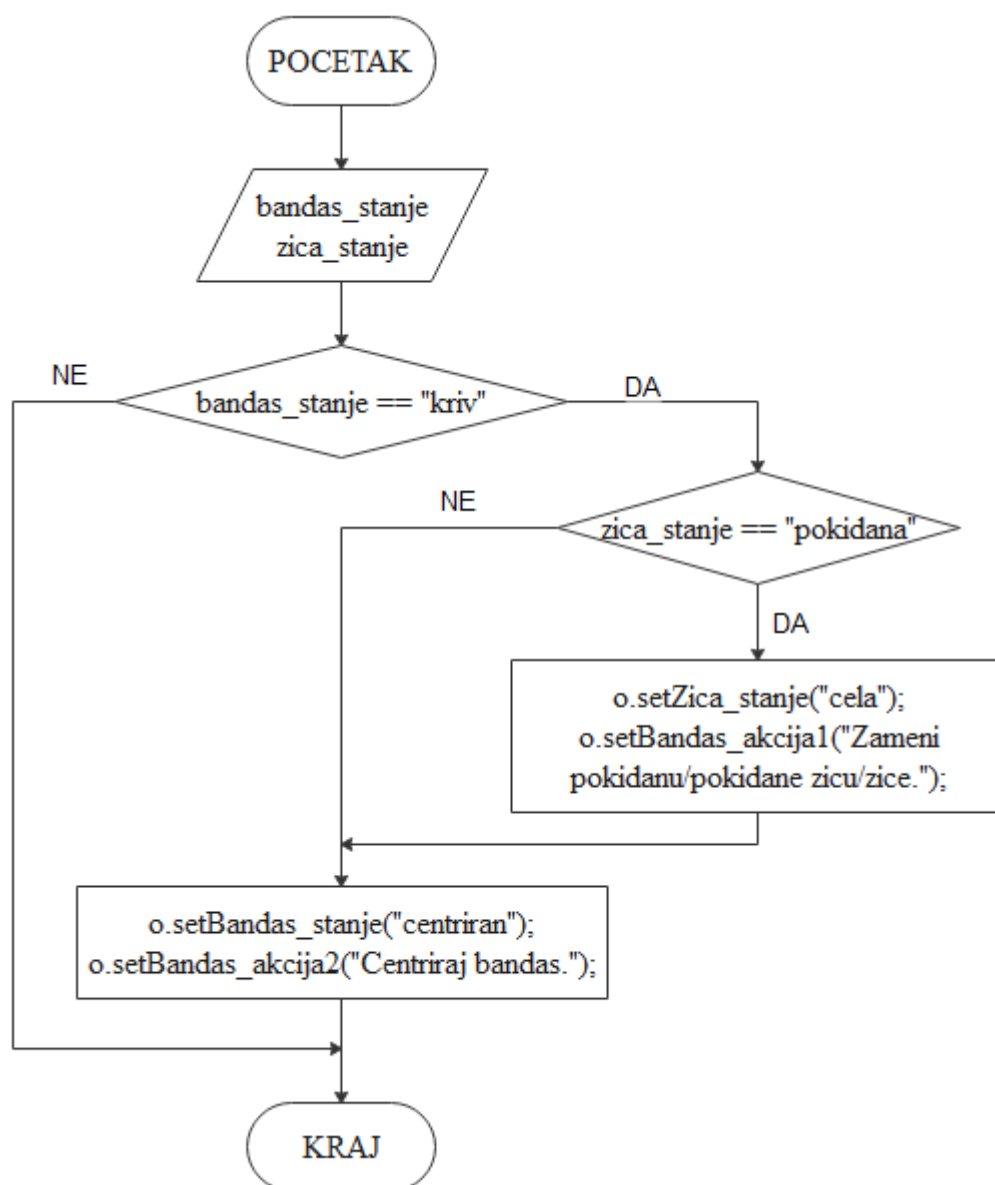 POCETAK
bandas_stanje
zica_stanje
NE
bandas_stanje == "kriv"
DA
NE
zica_stanje == "pokidana"
DA
o.setZica_stanje("cela");
o.setBandas_akcija1("Zameni
pokidanu/pokidane zicu/zice.");
o.setBandas_stanje("centriran");
o.setBandas_akcija2("Centriraj bandas.");
KRAJ